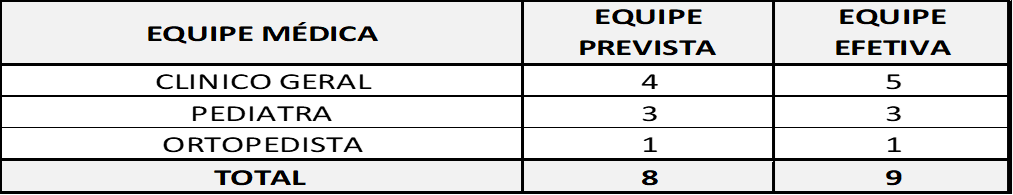 EQUIPE MÉDICA EQUIPE PREVISTA EQUIPE EFETIVA
CLINICO GERAL 4 5
PEDIATRA 3 3
ORTOPEDISTA 1 1
TOTAL 8 9